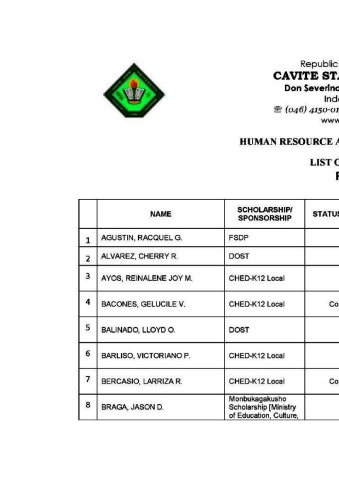 Republic
CAVITE STA
Don Severino
Inda
☏ (046) 4150-01
www
HUMAN RESOURCE A
LIST O
NAME
SCHOLARSHIP/
SPONSORSHIP
STATUS
1 AGUSTIN, RACQUEL G. FSDP
2 ALVAREZ, CHERRY R. DOST
3 AYOS, REINALENE JOY M. CHED-K12 Local
4 BACONES, GELUCILE V. CHED-K12 Local Co
5 BALINADO, LLOYD O. DOST
6 BARLISO, VICTORIANO P. CHED-K12 Local
7 BERCASIO, LARRIZA R. CHED-K12 Local Co
8 BRAGA, JASON D. Monbukagakusho
Scholarship [Ministry
of Education, Culture,